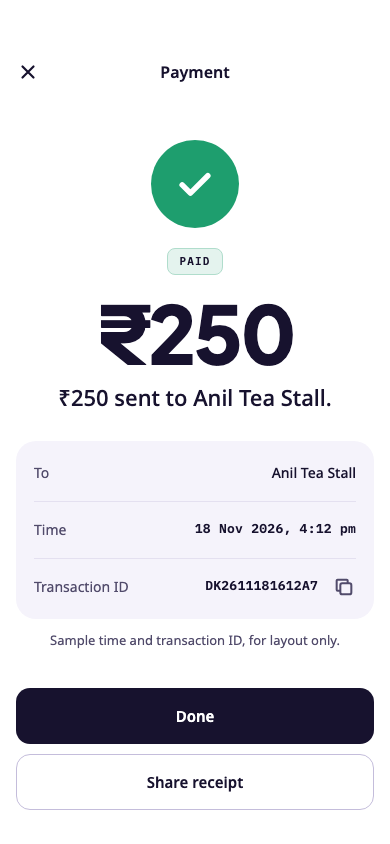 Payment
PAID
₹250
₹250 sent to Anil Tea Stall.
To Anil Tea Stall
Time 18 Nov 2026, 4:12 pm
Transaction ID DK2611181612A7
Sample time and transaction ID, for layout only.
Done
Share receipt